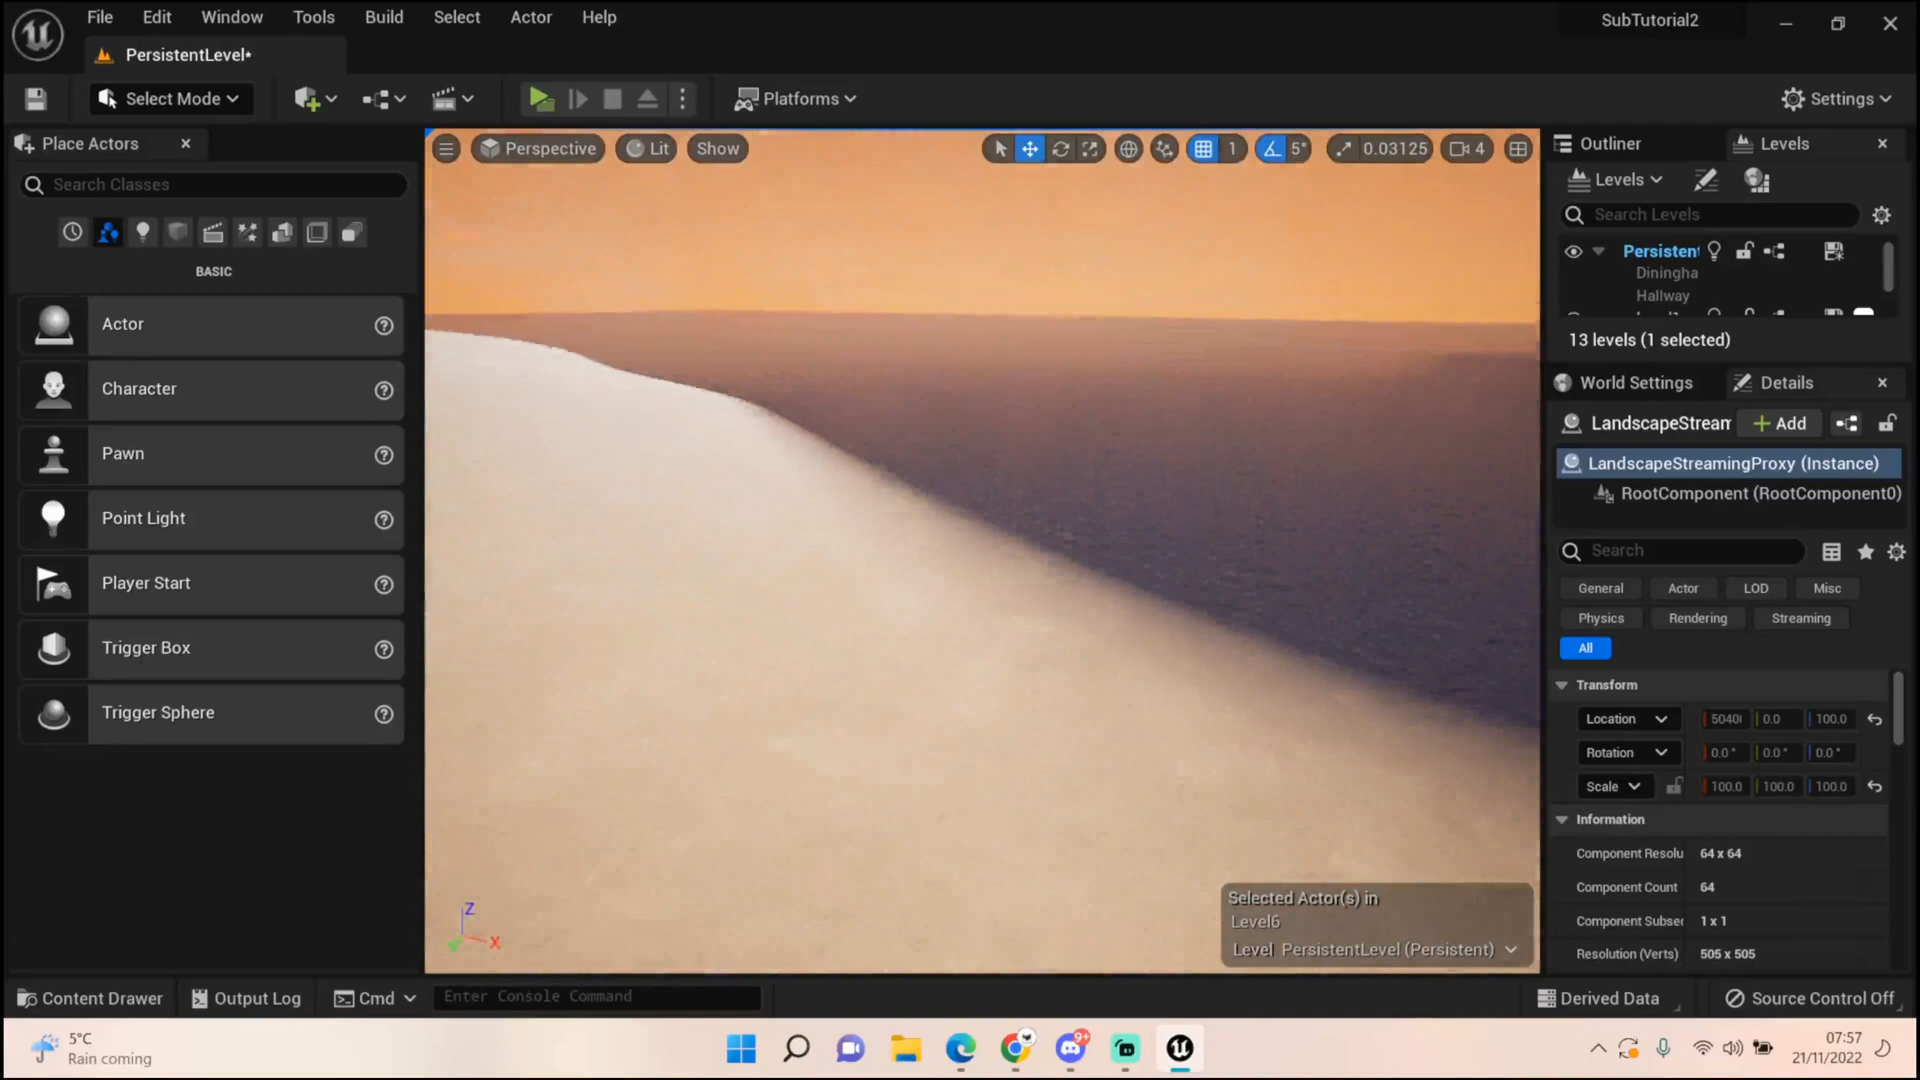 File Edit Window Tools Build Select Actor Help
SubTutorial2
PersistentLevel*
Select Mode
Platforms
Settings
Place Actors
Search Classes
BASIC
Actor
Character
Pawn
Point Light
Player Start
Trigger Box
Trigger Sphere
Perspective Lit Show
1 5° 0.03125 4
Selected Actor(s) in
Level6
Level PersistentLevel (Persistent)
Z
X
Outliner Levels
Levels
Search Levels
Persistent
Diningha
Hallway
13 levels (1 selected)
World Settings Details
LandscapeStream Add
LandscapeStreamingProxy (Instance)
RootComponent (RootComponent0)
Search
General Actor LOD Misc
Physics Rendering Streaming
All
Transform
Location 5040 0.0 100.0
Rotation 0.0° 0.0° 0.0°
Scale 100.0 100.0 100.0
Information
Component Resolu 64 x 64
Component Count 64
Component Subsec 1 x 1
Resolution (Verts) 505 x 505
Content Drawer Output Log Cmd Enter Console Command
Derived Data Source Control Off
5°C
Rain coming
9+
07:57
21/11/2022